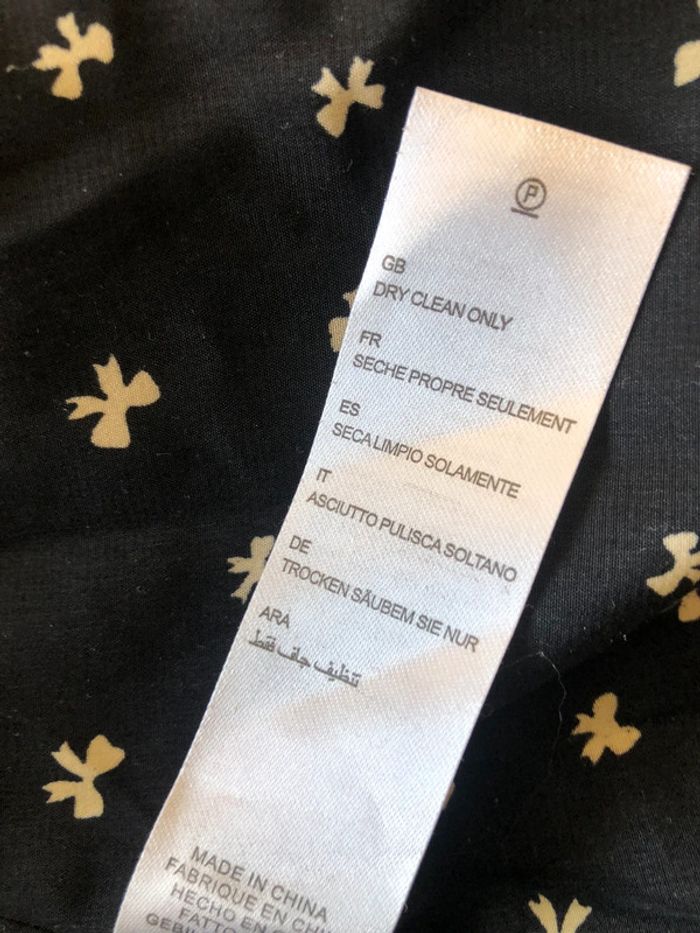 P
GB
DRY CLEAN ONLY
FR
SECHE PROPRE SEULEMENT
ES
SECA LIMPIO SOLAMENTE
IT
ASCIUTTO PULISCA SOLTANO
DE
TROCKEN SÄUBEM SIE NUR
ARA
تنظيف جاف فقط
MADE IN CHINA
FABRIQUE EN
HECHO EN
FATTO